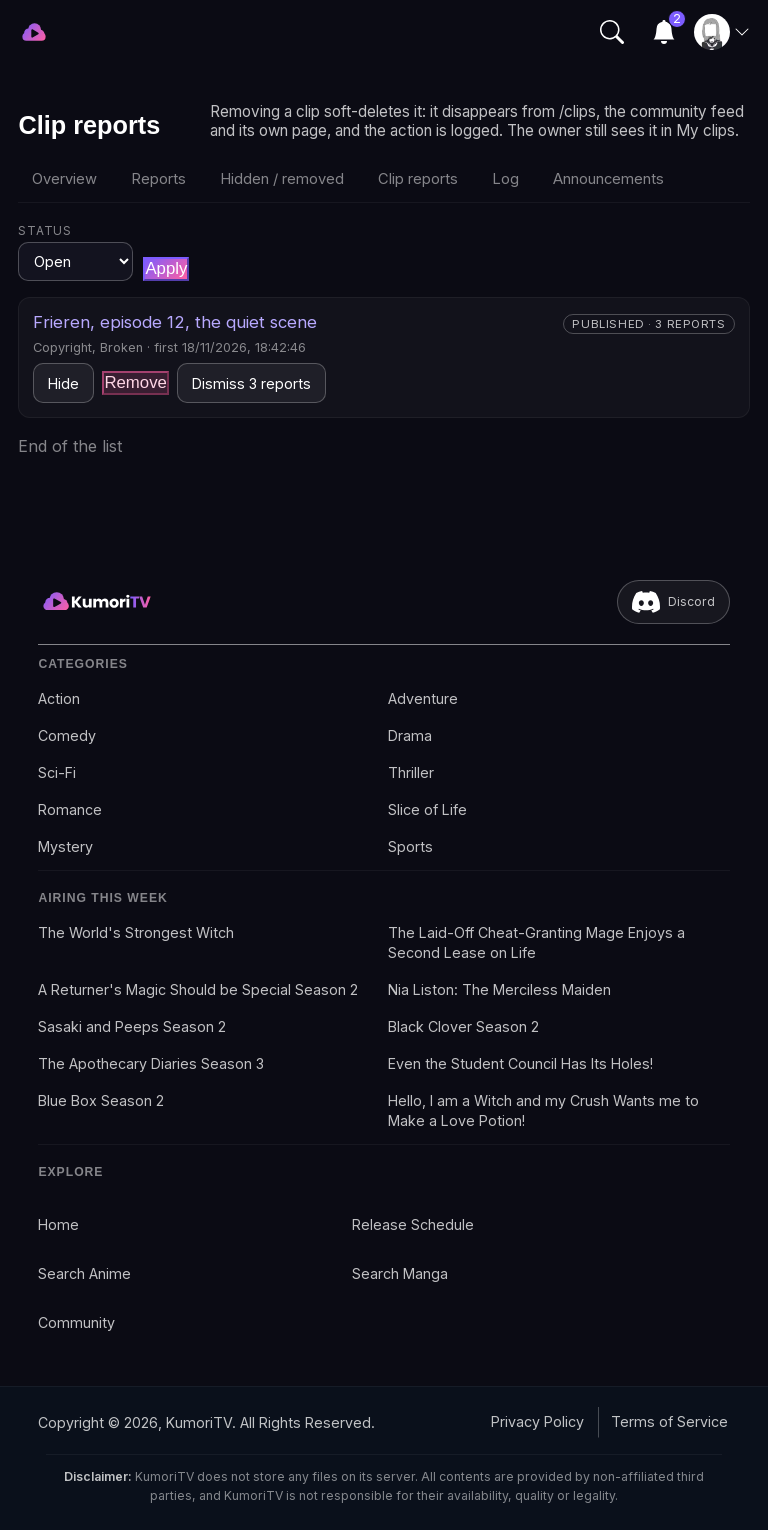 2
Clip reports
Removing a clip soft-deletes it: it disappears from /clips, the community feed
and its own page, and the action is logged. The owner still sees it in My clips.
Overview Reports Hidden / removed Clip reports Log Announcements
STATUS
Open Apply
Frieren, episode 12, the quiet scene
PUBLISHED · 3 REPORTS
Copyright, Broken · first 18/11/2026, 18:42:46
Hide Remove Dismiss 3 reports
End of the list
KumoriTV
Discord
CATEGORIES
Action Adventure
Comedy Drama
Sci-Fi Thriller
Romance Slice of Life
Mystery Sports
AIRING THIS WEEK
The World's Strongest Witch
The Laid-Off Cheat-Granting Mage Enjoys a
Second Lease on Life
A Returner's Magic Should be Special Season 2 Nia Liston: The Merciless Maiden
Sasaki and Peeps Season 2 Black Clover Season 2
The Apothecary Diaries Season 3 Even the Student Council Has Its Holes!
Blue Box Season 2
Hello, I am a Witch and my Crush Wants me to
Make a Love Potion!
EXPLORE
Home Release Schedule
Search Anime Search Manga
Community
Copyright © 2026, KumoriTV. All Rights Reserved.
Privacy Policy Terms of Service
Disclaimer: KumoriTV does not store any files on its server. All contents are provided by non-affiliated third
parties, and KumoriTV is not responsible for their availability, quality or legality.